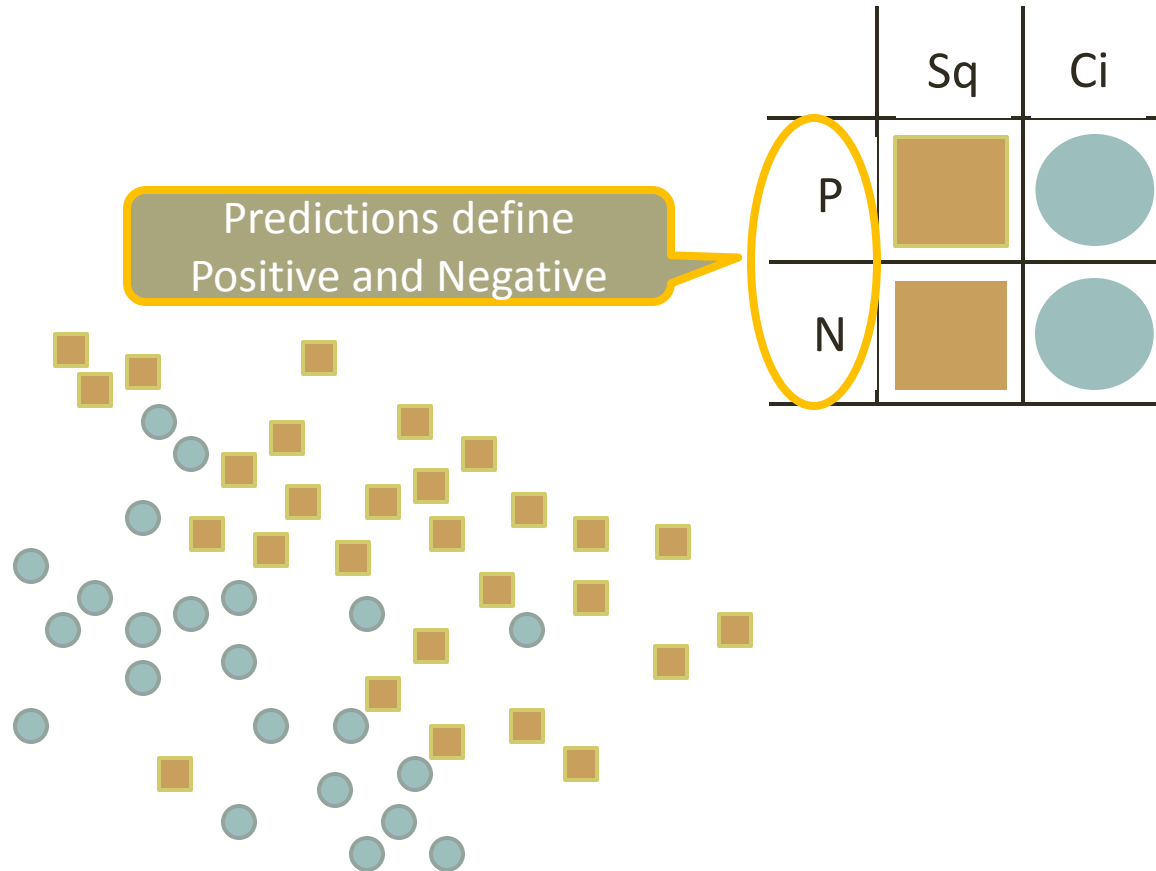 Sq Ci
Predictions define
Positive and Negative
P
N